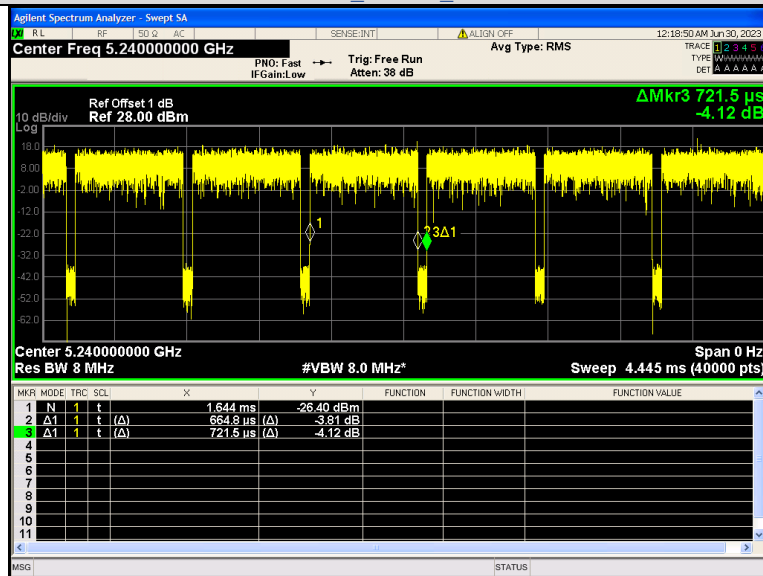 Agilent Spectrum Analyzer - Swept SA
LXI RL RF 50 Ω AC SENSE:INT ALIGN OFF 12:18:50 AM Jun 30, 2023
Center Freq 5.240000000 GHz Avg Type: RMS TRACE 1 2 3 4 5
PNO: Fast Trig: Free Run TYPE
IFGain:Low Atten: 38 dB DET A A A A A
ΔMkr3 721.5 µs
Ref Offset 1 dB
10 dB/div Ref 28.00 dBm -4.12 dB
Log
18.0
8.00
-2.00
-12.0
1
-22.0
2 3Δ1
-32.0
-42.0
-52.0
-62.0
Center 5.240000000 GHz Span 0 Hz
Res BW 8 MHz #VBW 8.0 MHz* Sweep 4.445 ms (40000 pts)
MKR MODE TRC SCL X Y FUNCTION FUNCTION WIDTH FUNCTION VALUE
1 N 1 t 1.644 ms -26.40 dBm
2 Δ1 1 t (Δ) 664.8 µs (Δ) -3.81 dB
3 Δ1 1 t (Δ) 721.5 µs (Δ) -4.12 dB
4
5
6
7
8
9
10
11
MSG STATUS